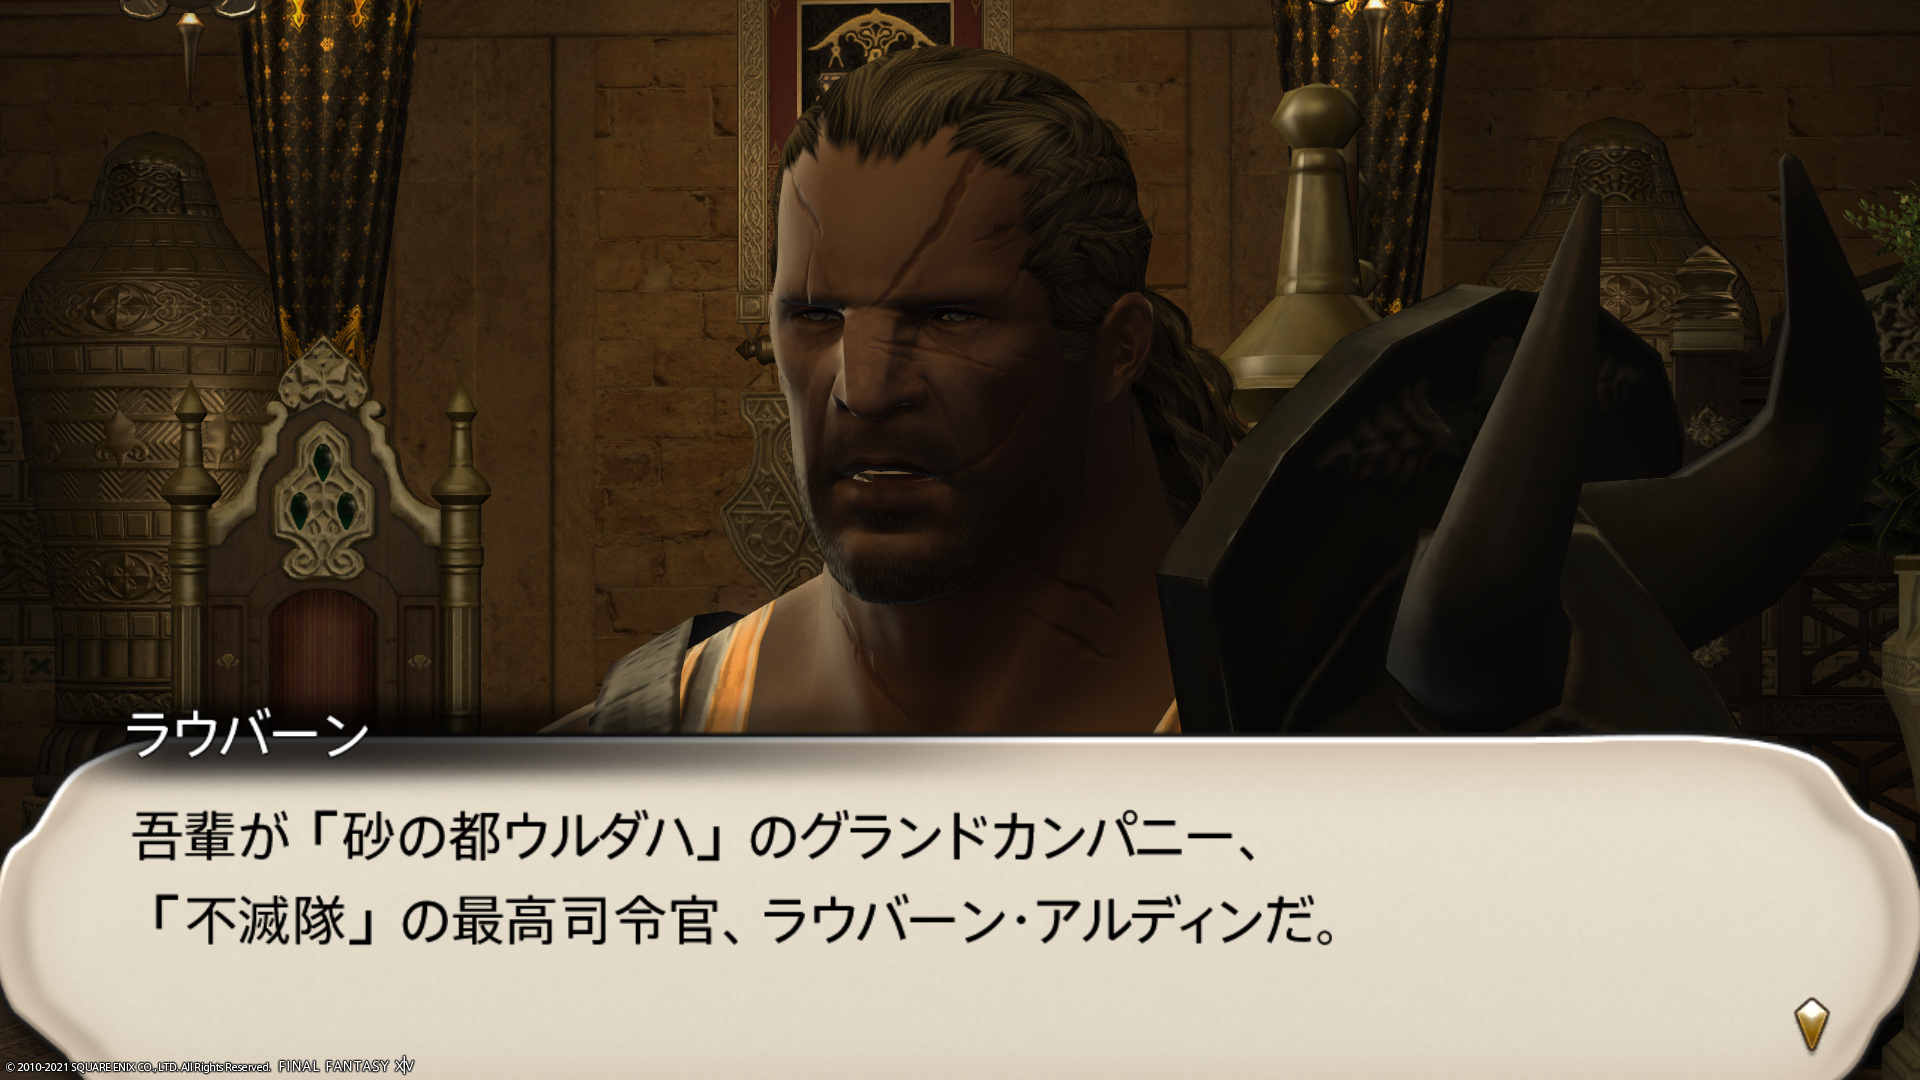 ラウバーン
吾輩が「砂の都ウルダハ」のグランドカンパニー、
「不滅隊」の最高司令官、ラウバーン・アルディンだ。
© 2010-2021 SQUARE ENIX CO., LTD. All Rights Reserved. FINAL FANTASY XIV